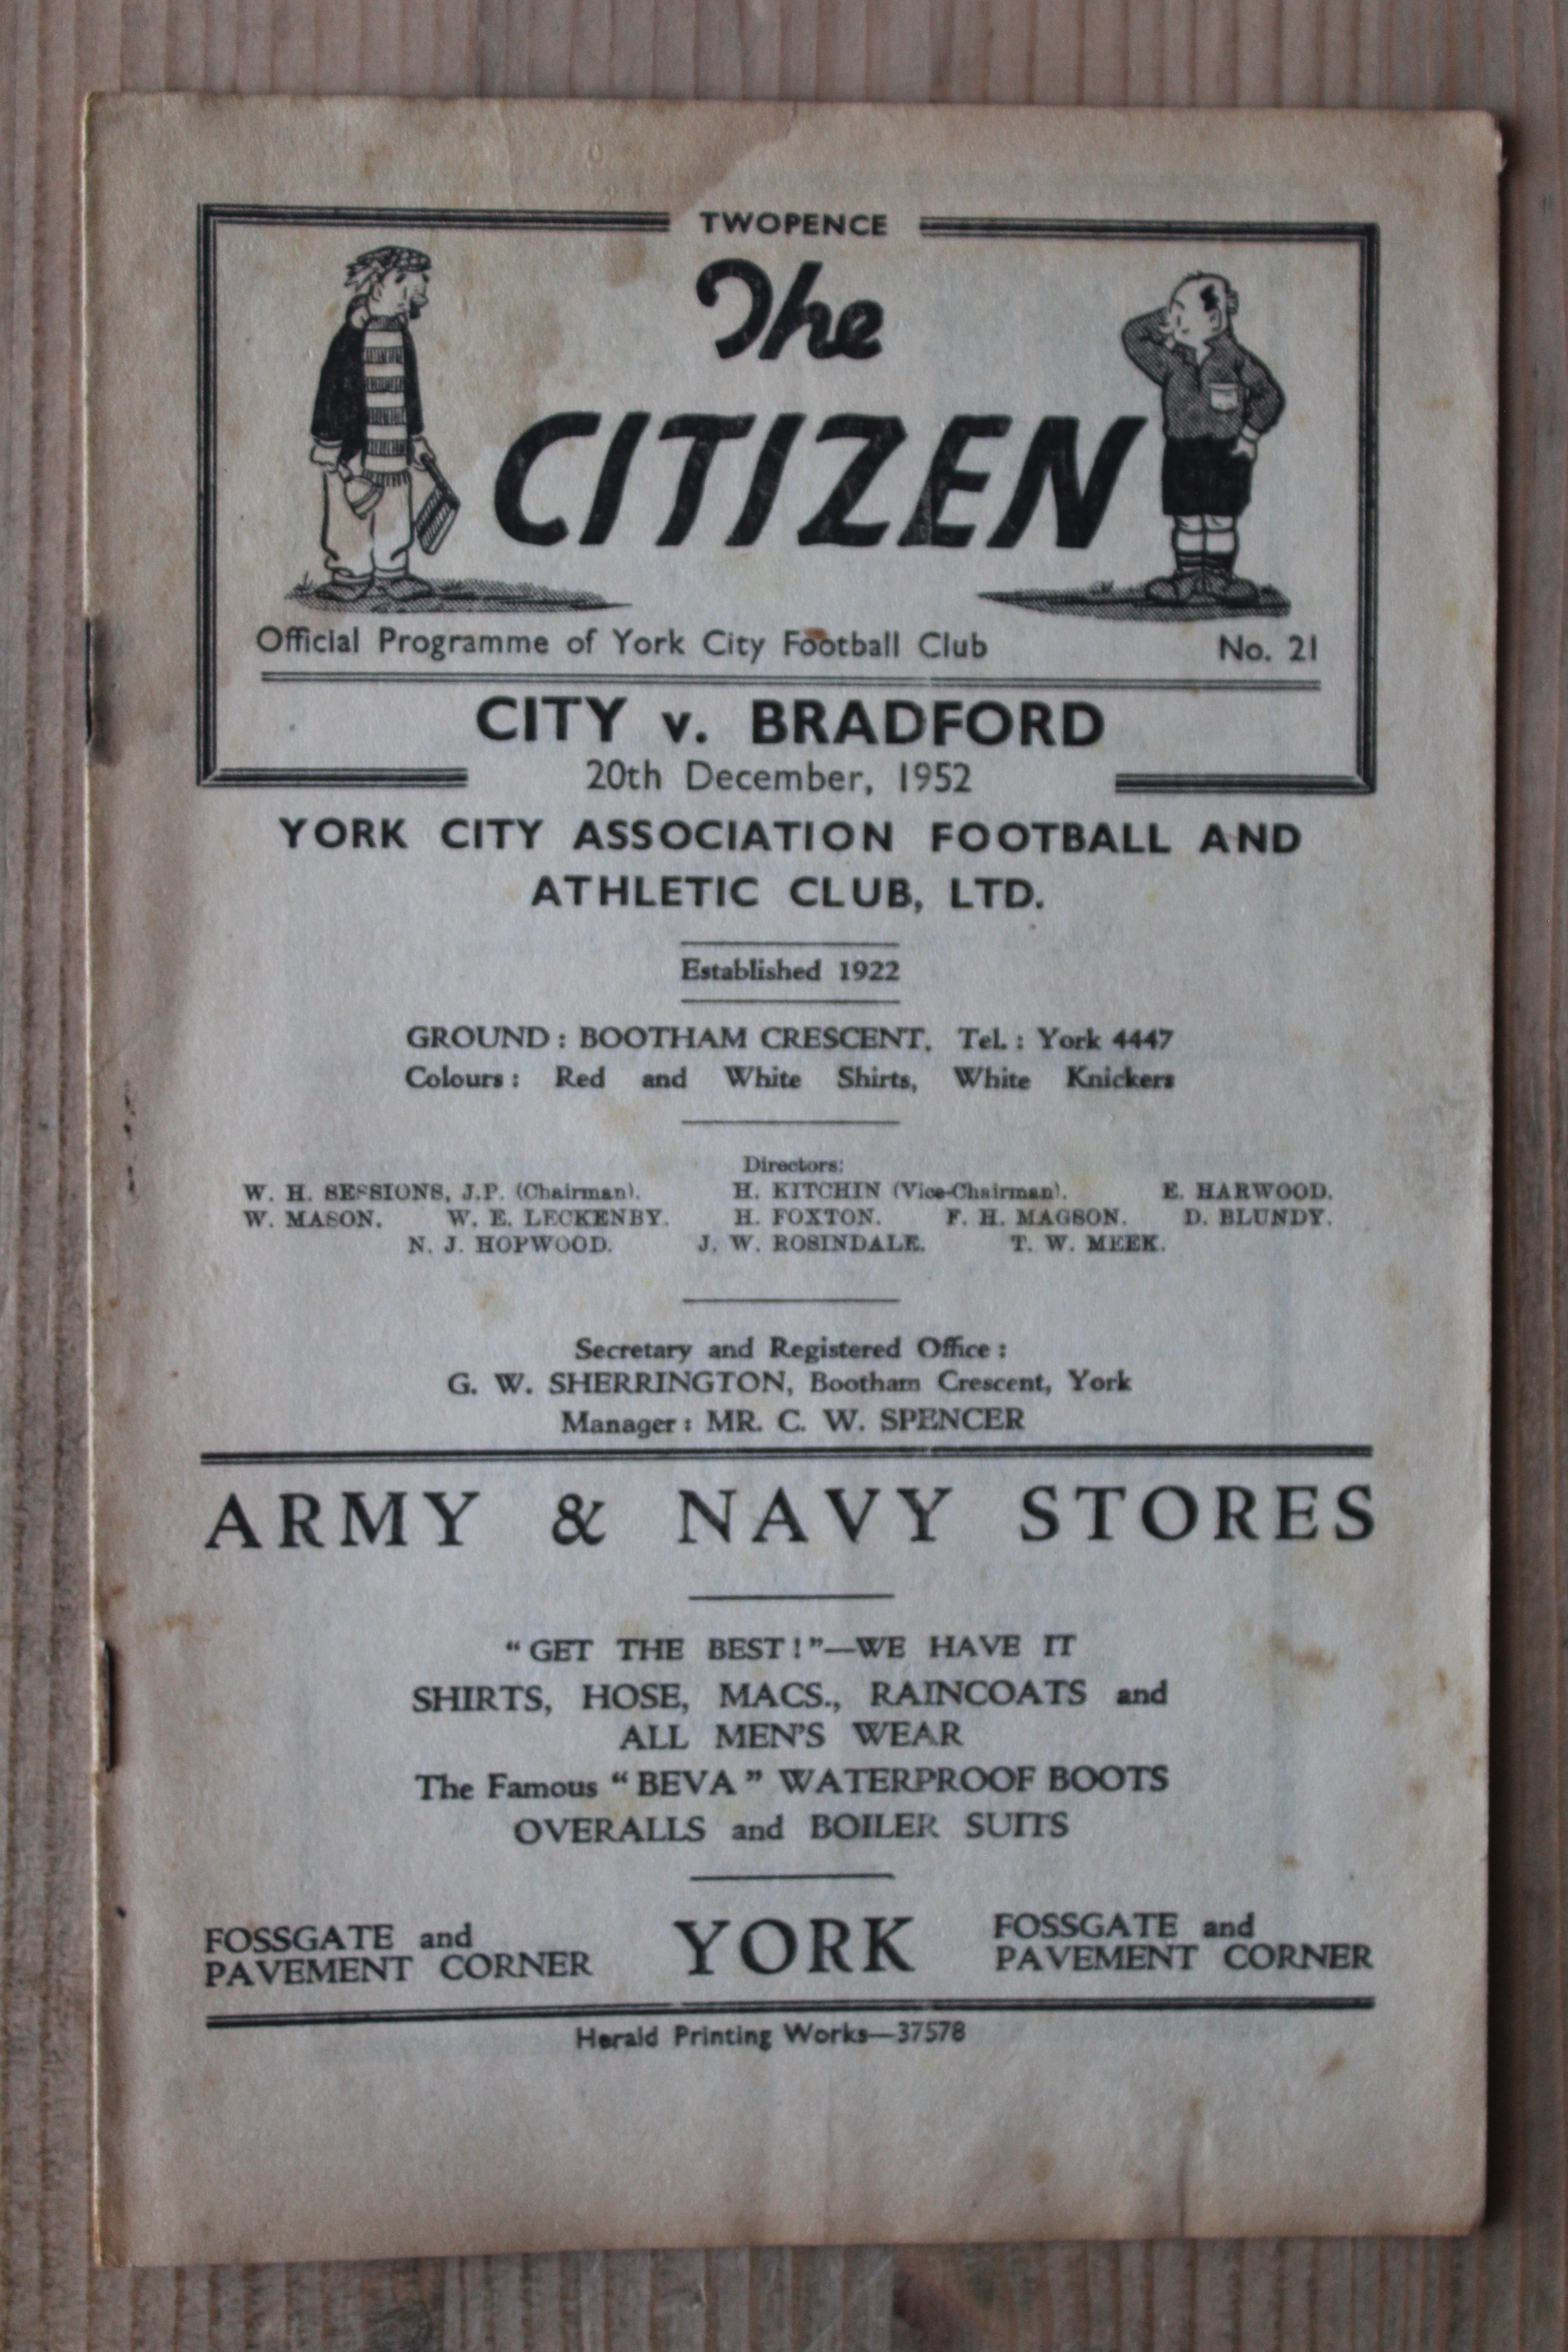 TWOPENCE
The
CITIZEN
Official Programme of York City Football Club No. 21
CITY v. BRADFORD
20th December, 1952
YORK CITY ASSOCIATION FOOTBALL AND
ATHLETIC CLUB, LTD.
Established 1922
GROUND : BOOTHAM CRESCENT. Tel. : York 4447
Colours : Red and White Shirts, White Knickers
Directors:
W. H. SESSIONS, J.P. (Chairman). H. KITCHIN (Vice-Chairman). E. HARWOOD.
W. MASON. W. E. LECKENBY. H. FOXTON. F. H. MAGSON. D. BLUNDY.
N. J. HOPWOOD. J. W. ROSINDALE. T. W. MEEK.
Secretary and Registered Office :
G. W. SHERRINGTON, Bootham Crescent, York
Manager : MR. C. W. SPENCER
ARMY & NAVY STORES
“GET THE BEST!”—WE HAVE IT
SHIRTS, HOSE, MACS., RAINCOATS and
ALL MEN'S WEAR
The Famous “BEVA” WATERPROOF BOOTS
OVERALLS and BOILER SUITS
FOSSGATE and
PAVEMENT CORNER
YORK
FOSSGATE and
PAVEMENT CORNER
Herald Printing Works—37578